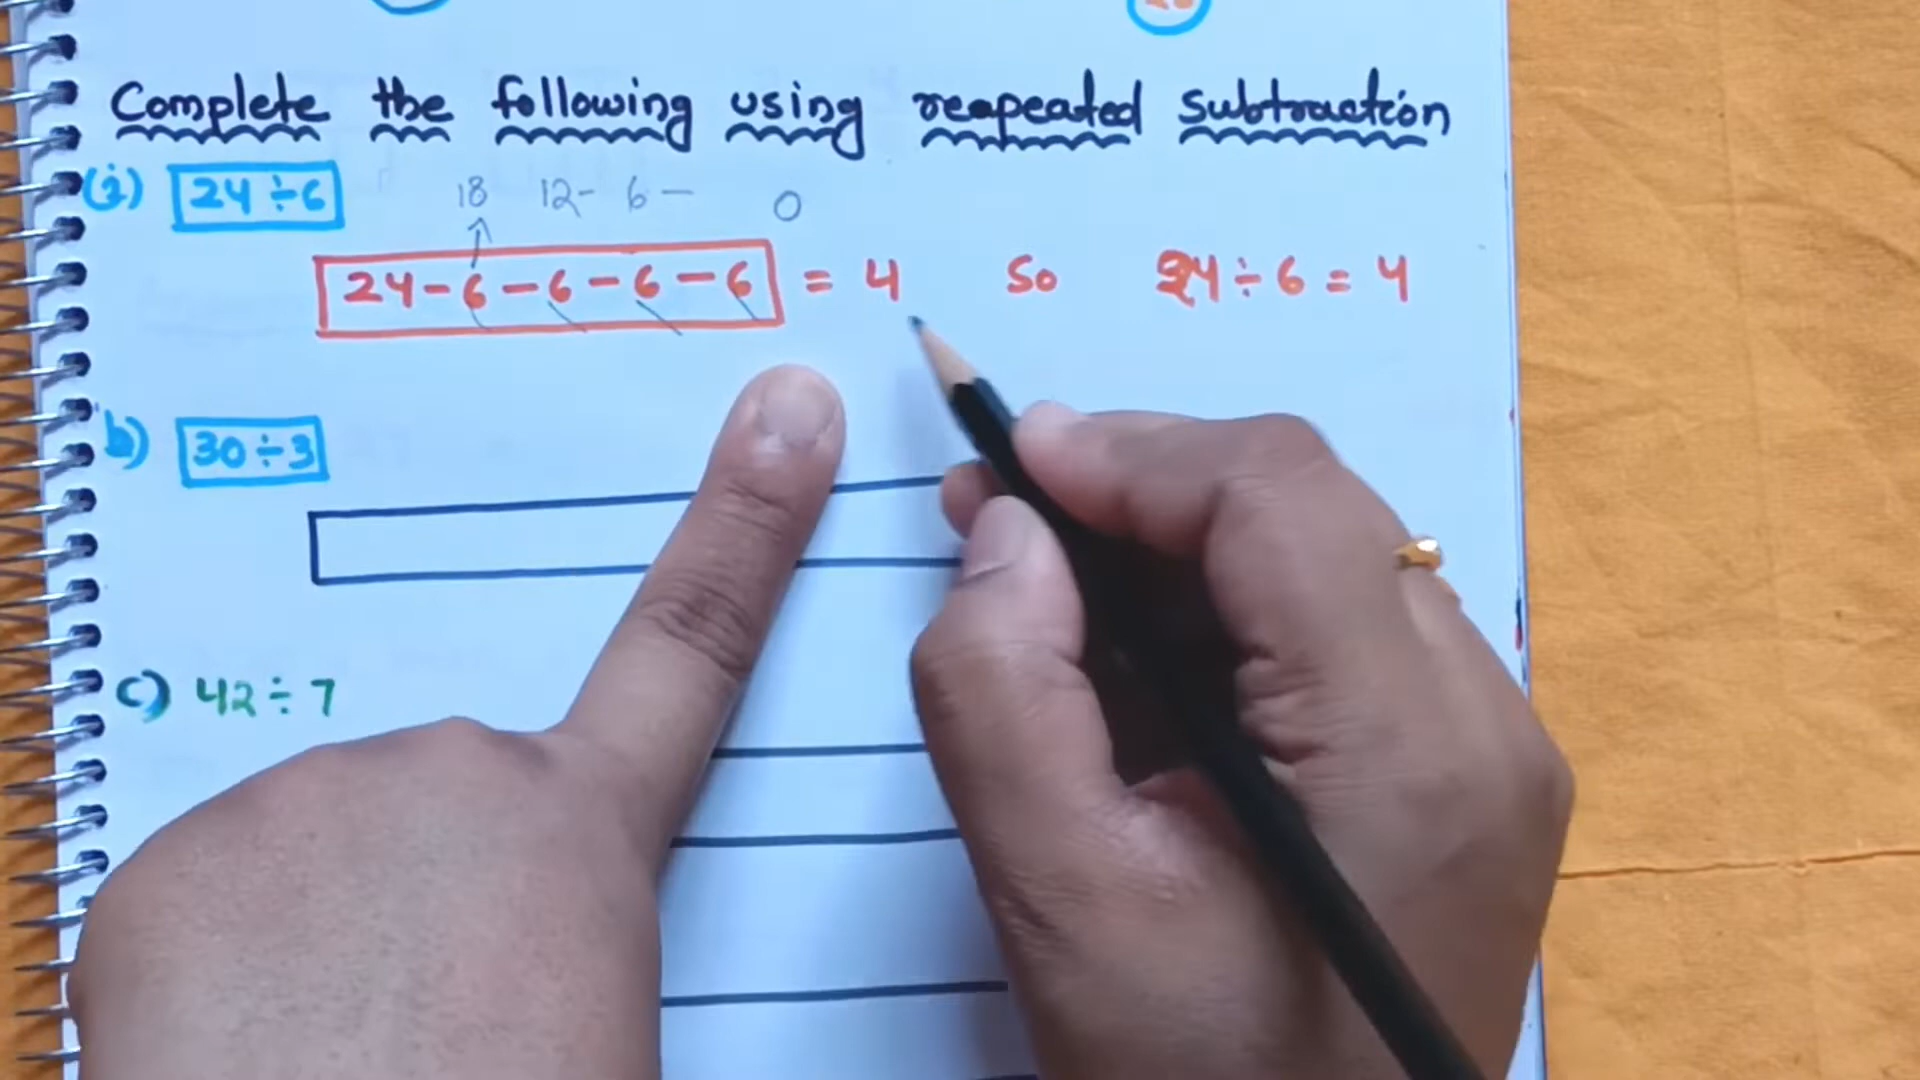 Complete the following using reapeated subtraction
(i) 24 ÷ 6
18 12- 6 — 0
24 - 6 - 6 - 6 - 6 = 4 So 24 ÷ 6 = 4
b) 30 ÷ 3
c) 42 ÷ 7